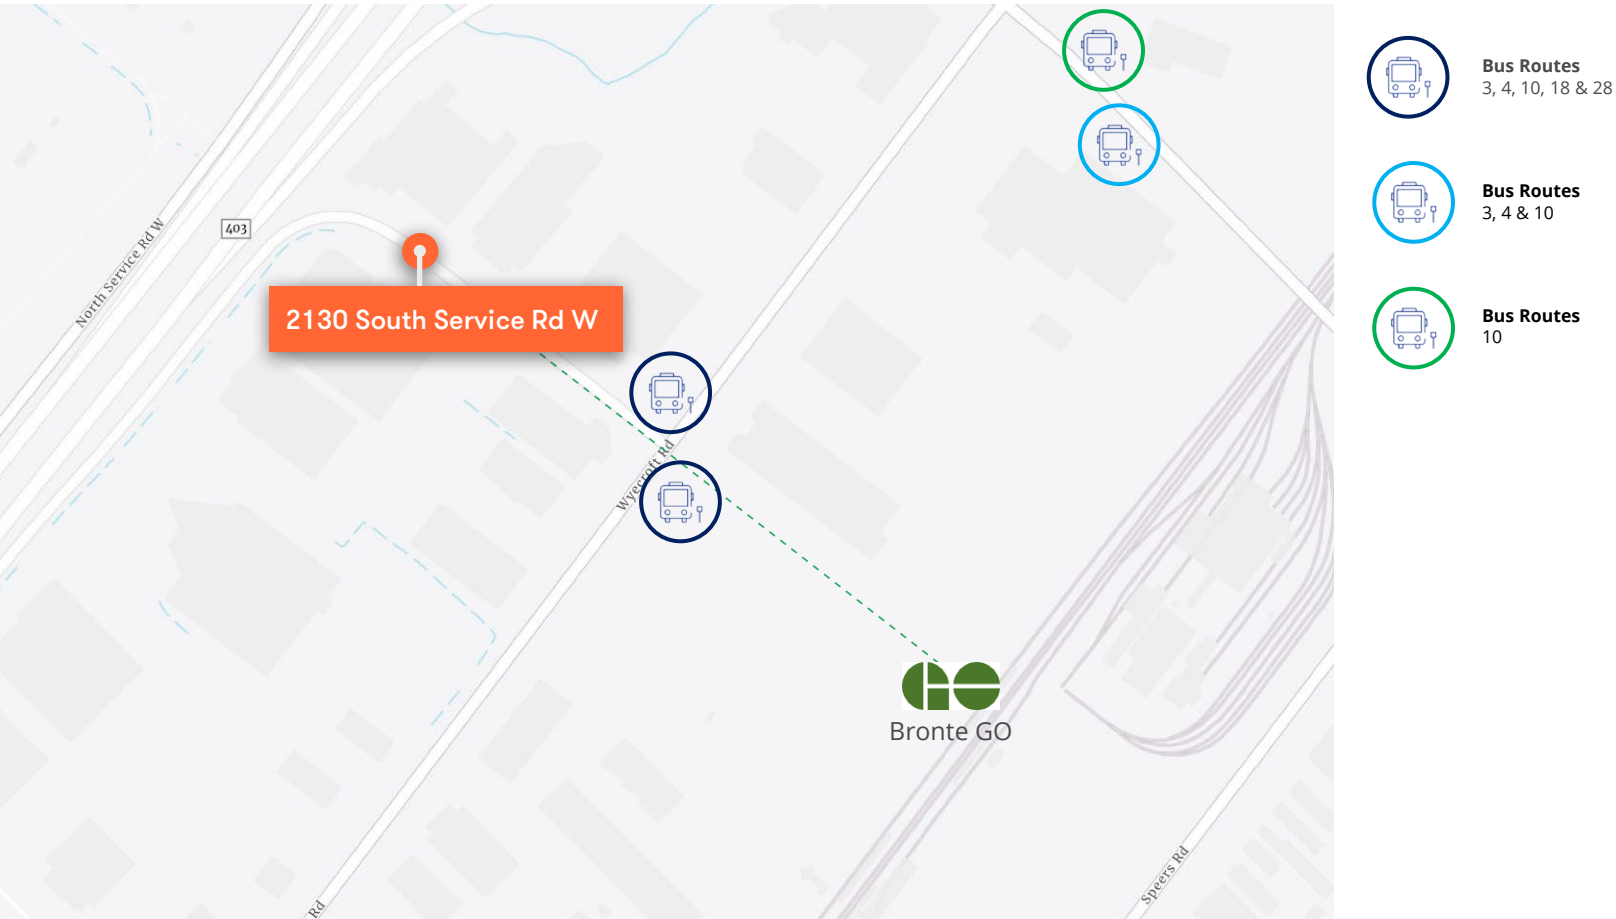 403
North Service Rd W
2130 South Service Rd W
Wyecroft Rd
GO
Bronte GO
Speers Rd
Rd
Bus Routes
3, 4, 10, 18 & 28
Bus Routes
3, 4 & 10
Bus Routes
10